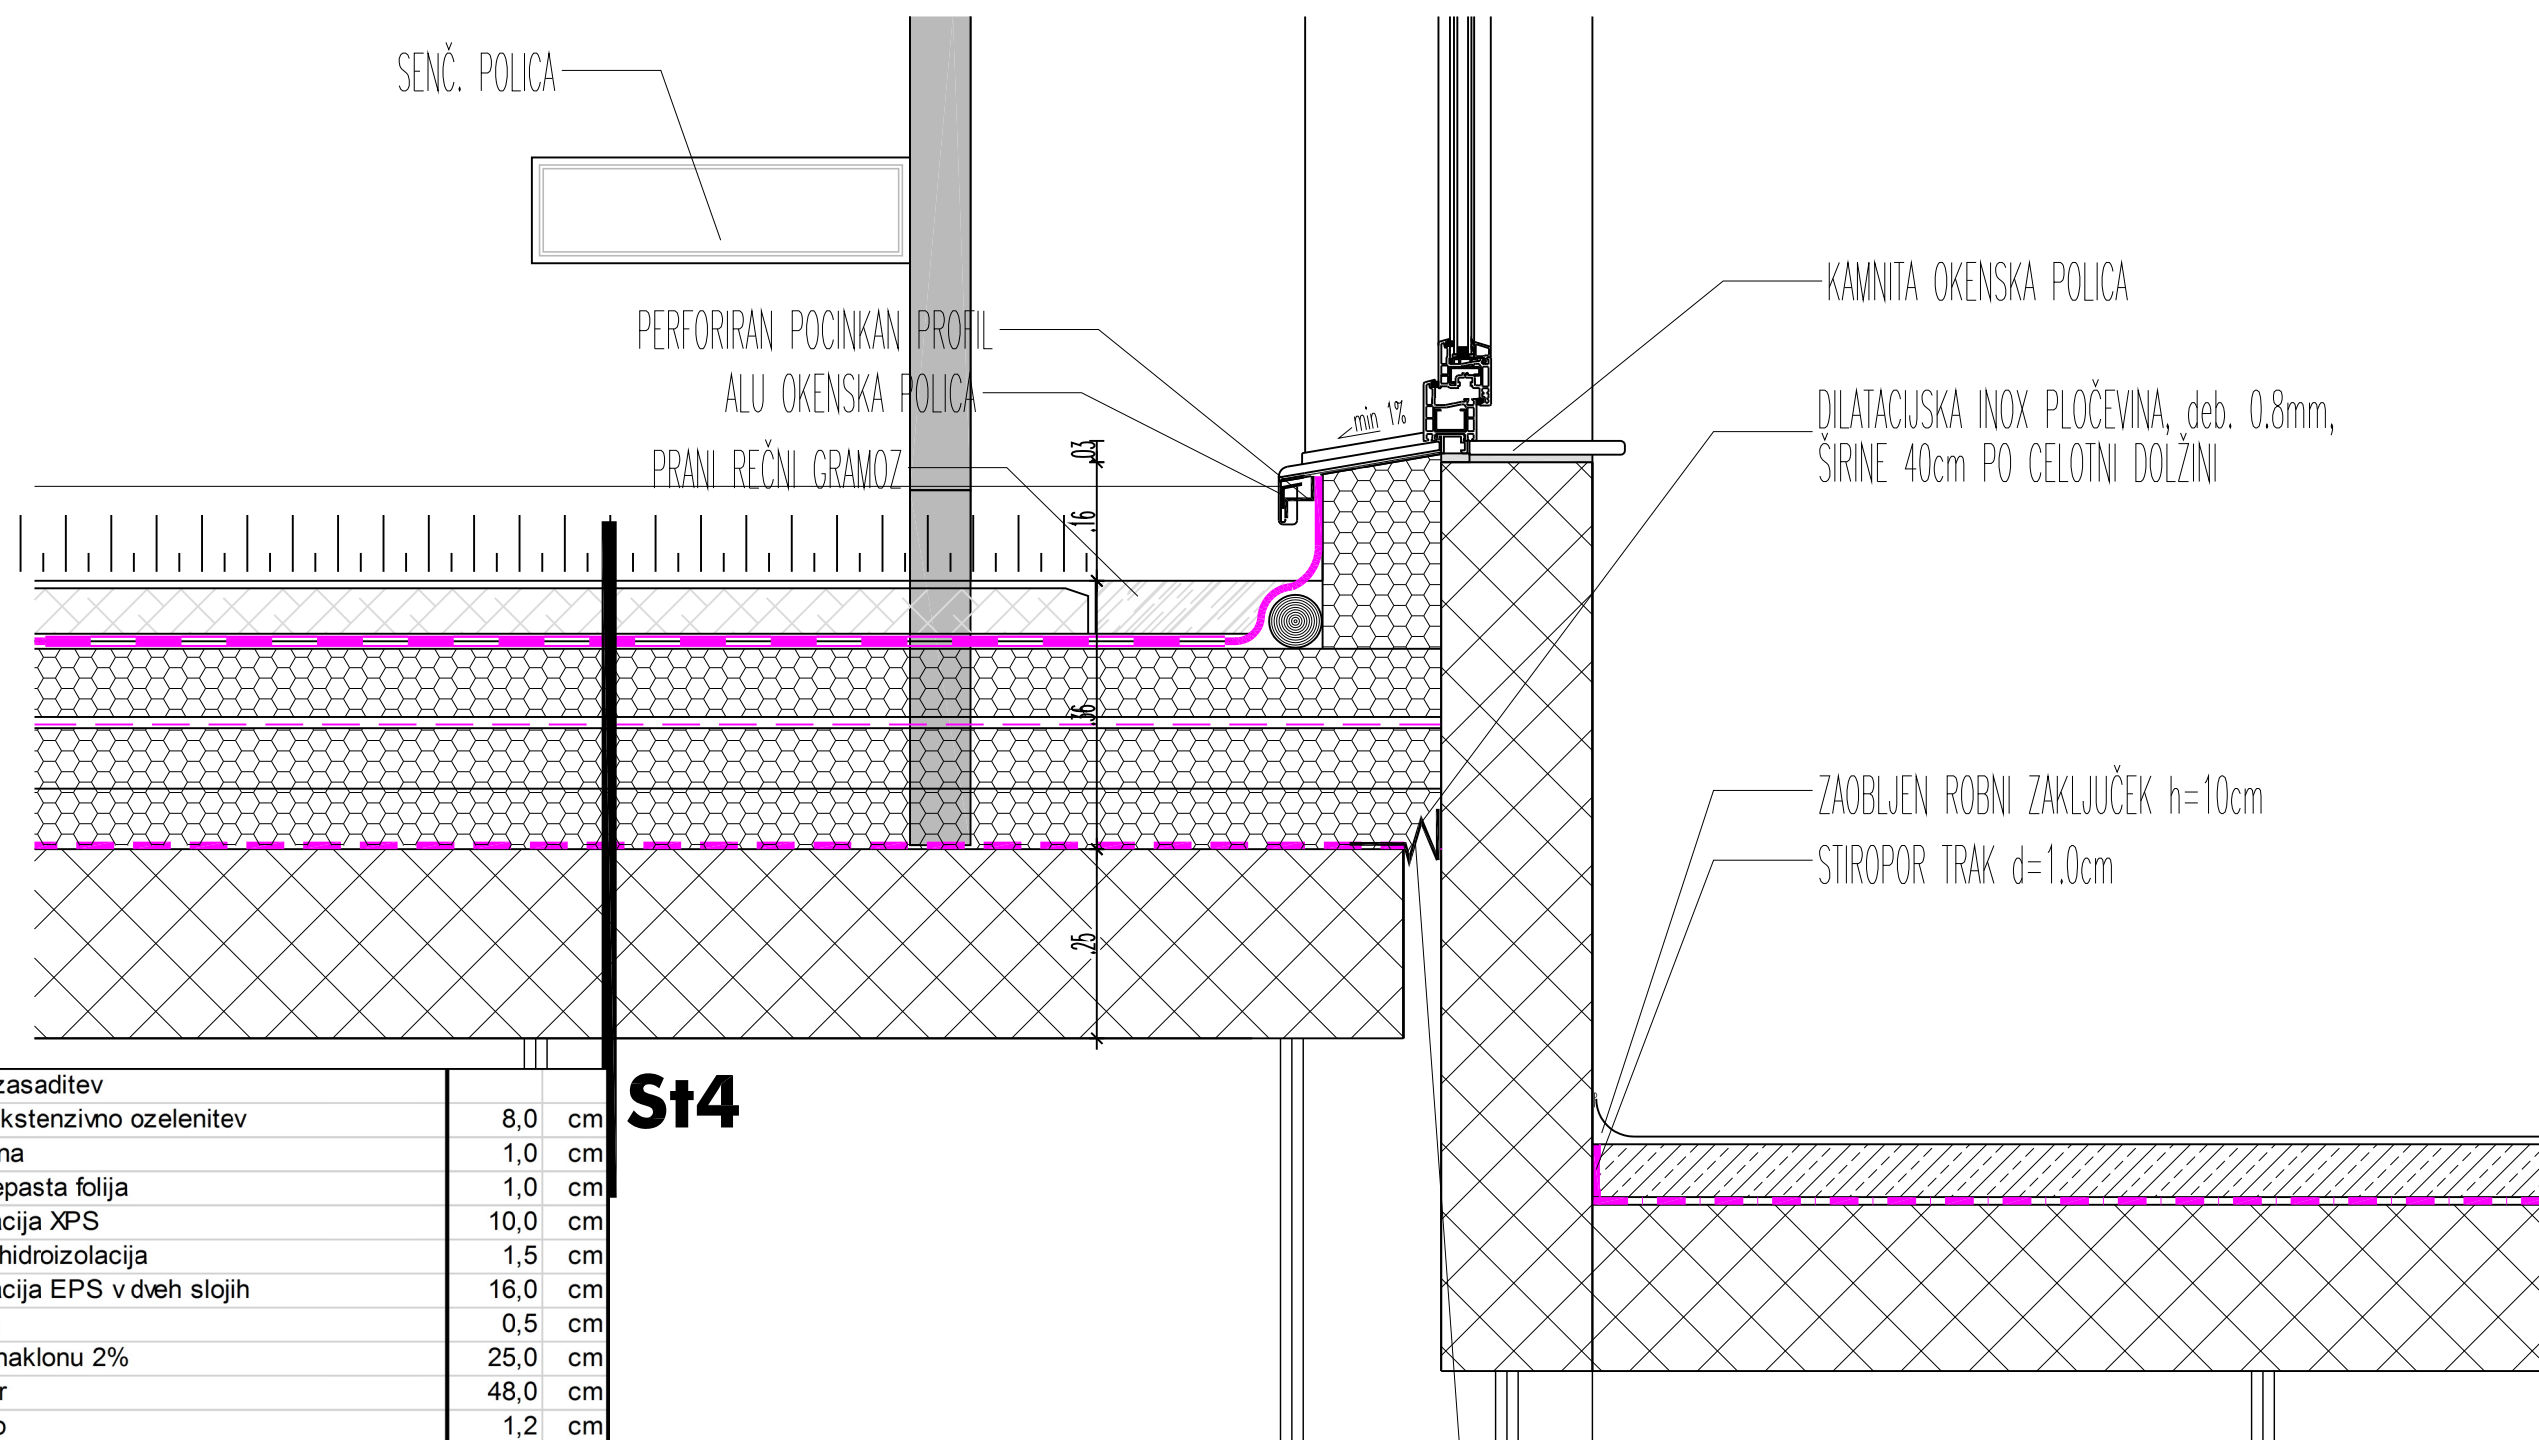 SENČ. POLICA
PERFORIRAN POCINKAN PROFIL
ALU OKENSKA POLICA
PRANI REČNI GRAMOZ
min 1%
KAMNITA OKENSKA POLICA
DILATACIJSKA INOX PLOČEVINA, deb. 0.8mm,
ŠIRINE 40cm PO CELOTNI DOLŽINI
.03
.16
.36
.25
ZAOBLJEN ROBNI ZAKLJUČEK h=10cm
STIROPOR TRAK d=1.0cm
St4
zasaditev
kstenzivno ozelenitev 8,0 cm
na 1,0 cm
epasta folija 1,0 cm
acija XPS 10,0 cm
hidroizolacija 1,5 cm
acija EPS v dveh slojih 16,0 cm
0,5 cm
naklonu 2% 25,0 cm
r 48,0 cm
o 1,2 cm